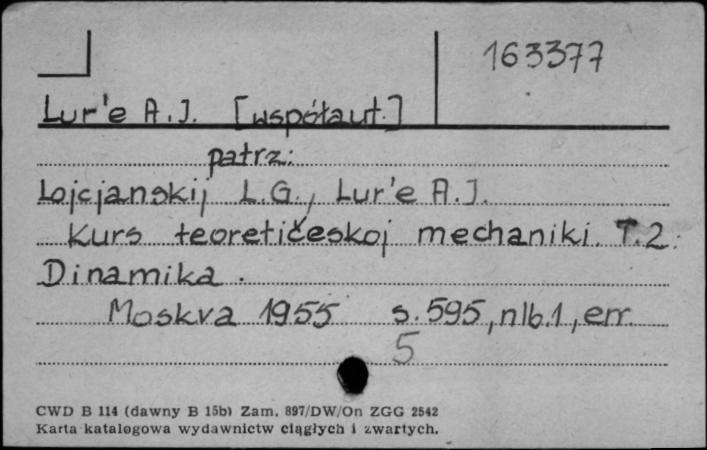 163377
Lur'e A.J. [współaut.]
patrz:
Lojcjanskij L.G., Lur'e A.J.
Kurs teoretičeskoj mechaniki. T.2:
Dinamika.
Moskva 1955 s. 595, nlb.1, err.
5
CWD B 114 (dawny B 15b) Zam. 897/DW/On ZGG 2542
Karta katalogowa wydawnictw ciągłych i zwartych.